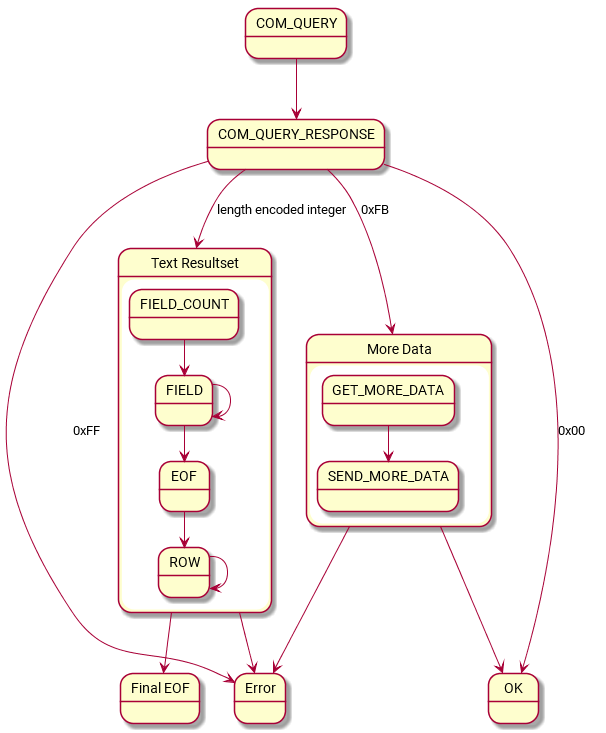 COM_QUERY
COM_QUERY_RESPONSE
length encoded integer
0xFB
Text Resultset
FIELD_COUNT
More Data
FIELD
GET_MORE_DATA
0xFF
0x00
EOF
SEND_MORE_DATA
ROW
Final EOF
Error
OK